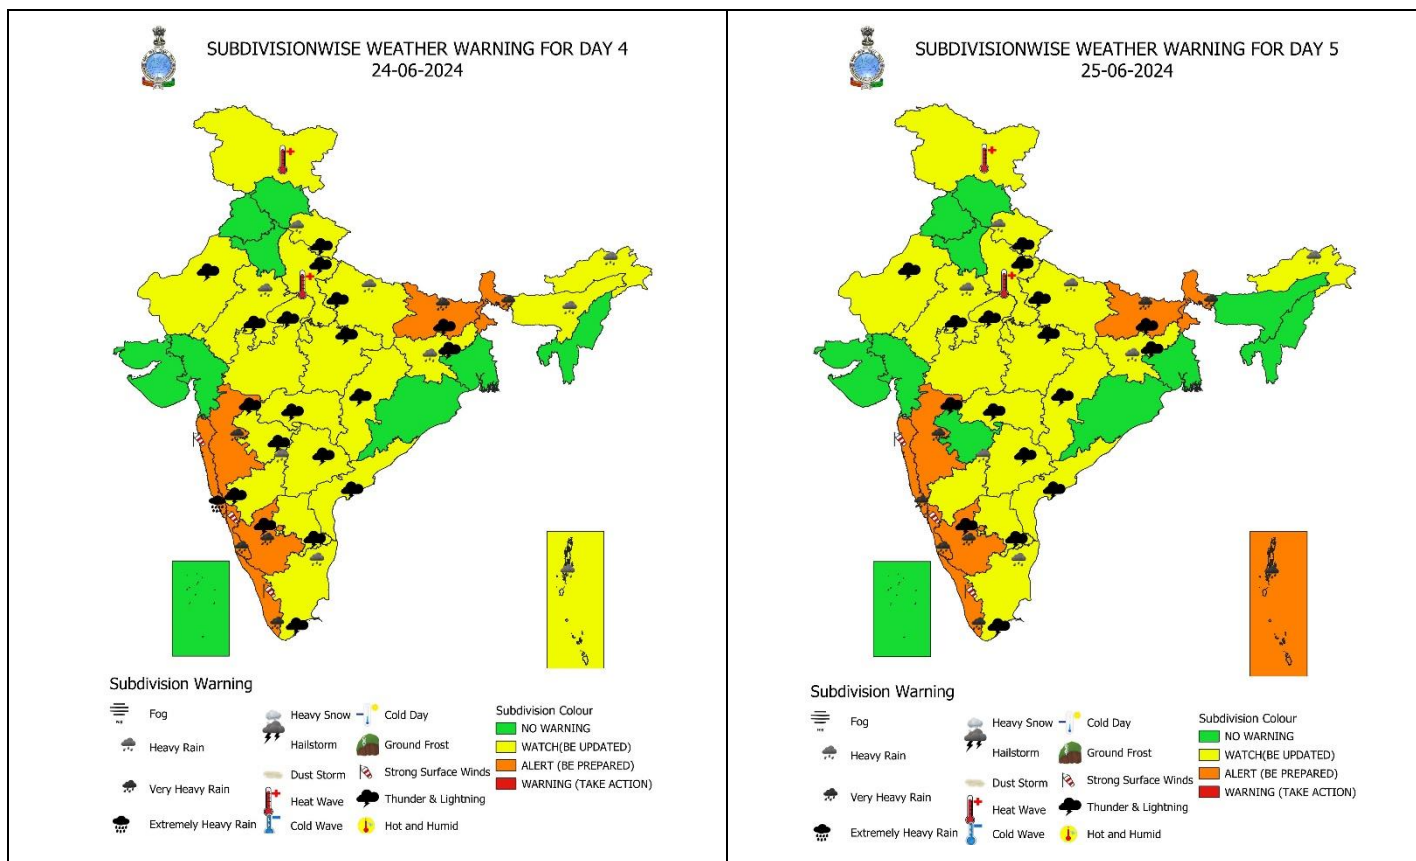 SUBDIVISIONWISE WEATHER WARNING FOR DAY 4
24-06-2024
Subdivision Warning
Fog
Heavy Rain
Very Heavy Rain
Extremely Heavy Rain
Heavy Snow
Hailstorm
Dust Storm
Heat Wave
Cold Wave
Cold Day
Ground Frost
Strong Surface Winds
Thunder & Lightning
Hot and Humid
Subdivision Colour
NO WARNING
WATCH(BE UPDATED)
ALERT (BE PREPARED)
WARNING (TAKE ACTION)
SUBDIVISIONWISE WEATHER WARNING FOR DAY 5
25-06-2024
Subdivision Warning
Fog
Heavy Rain
Very Heavy Rain
Extremely Heavy Rain
Heavy Snow
Hailstorm
Dust Storm
Heat Wave
Cold Wave
Cold Day
Ground Frost
Strong Surface Winds
Thunder & Lightning
Hot and Humid
Subdivision Colour
NO WARNING
WATCH(BE UPDATED)
ALERT (BE PREPARED)
WARNING (TAKE ACTION)